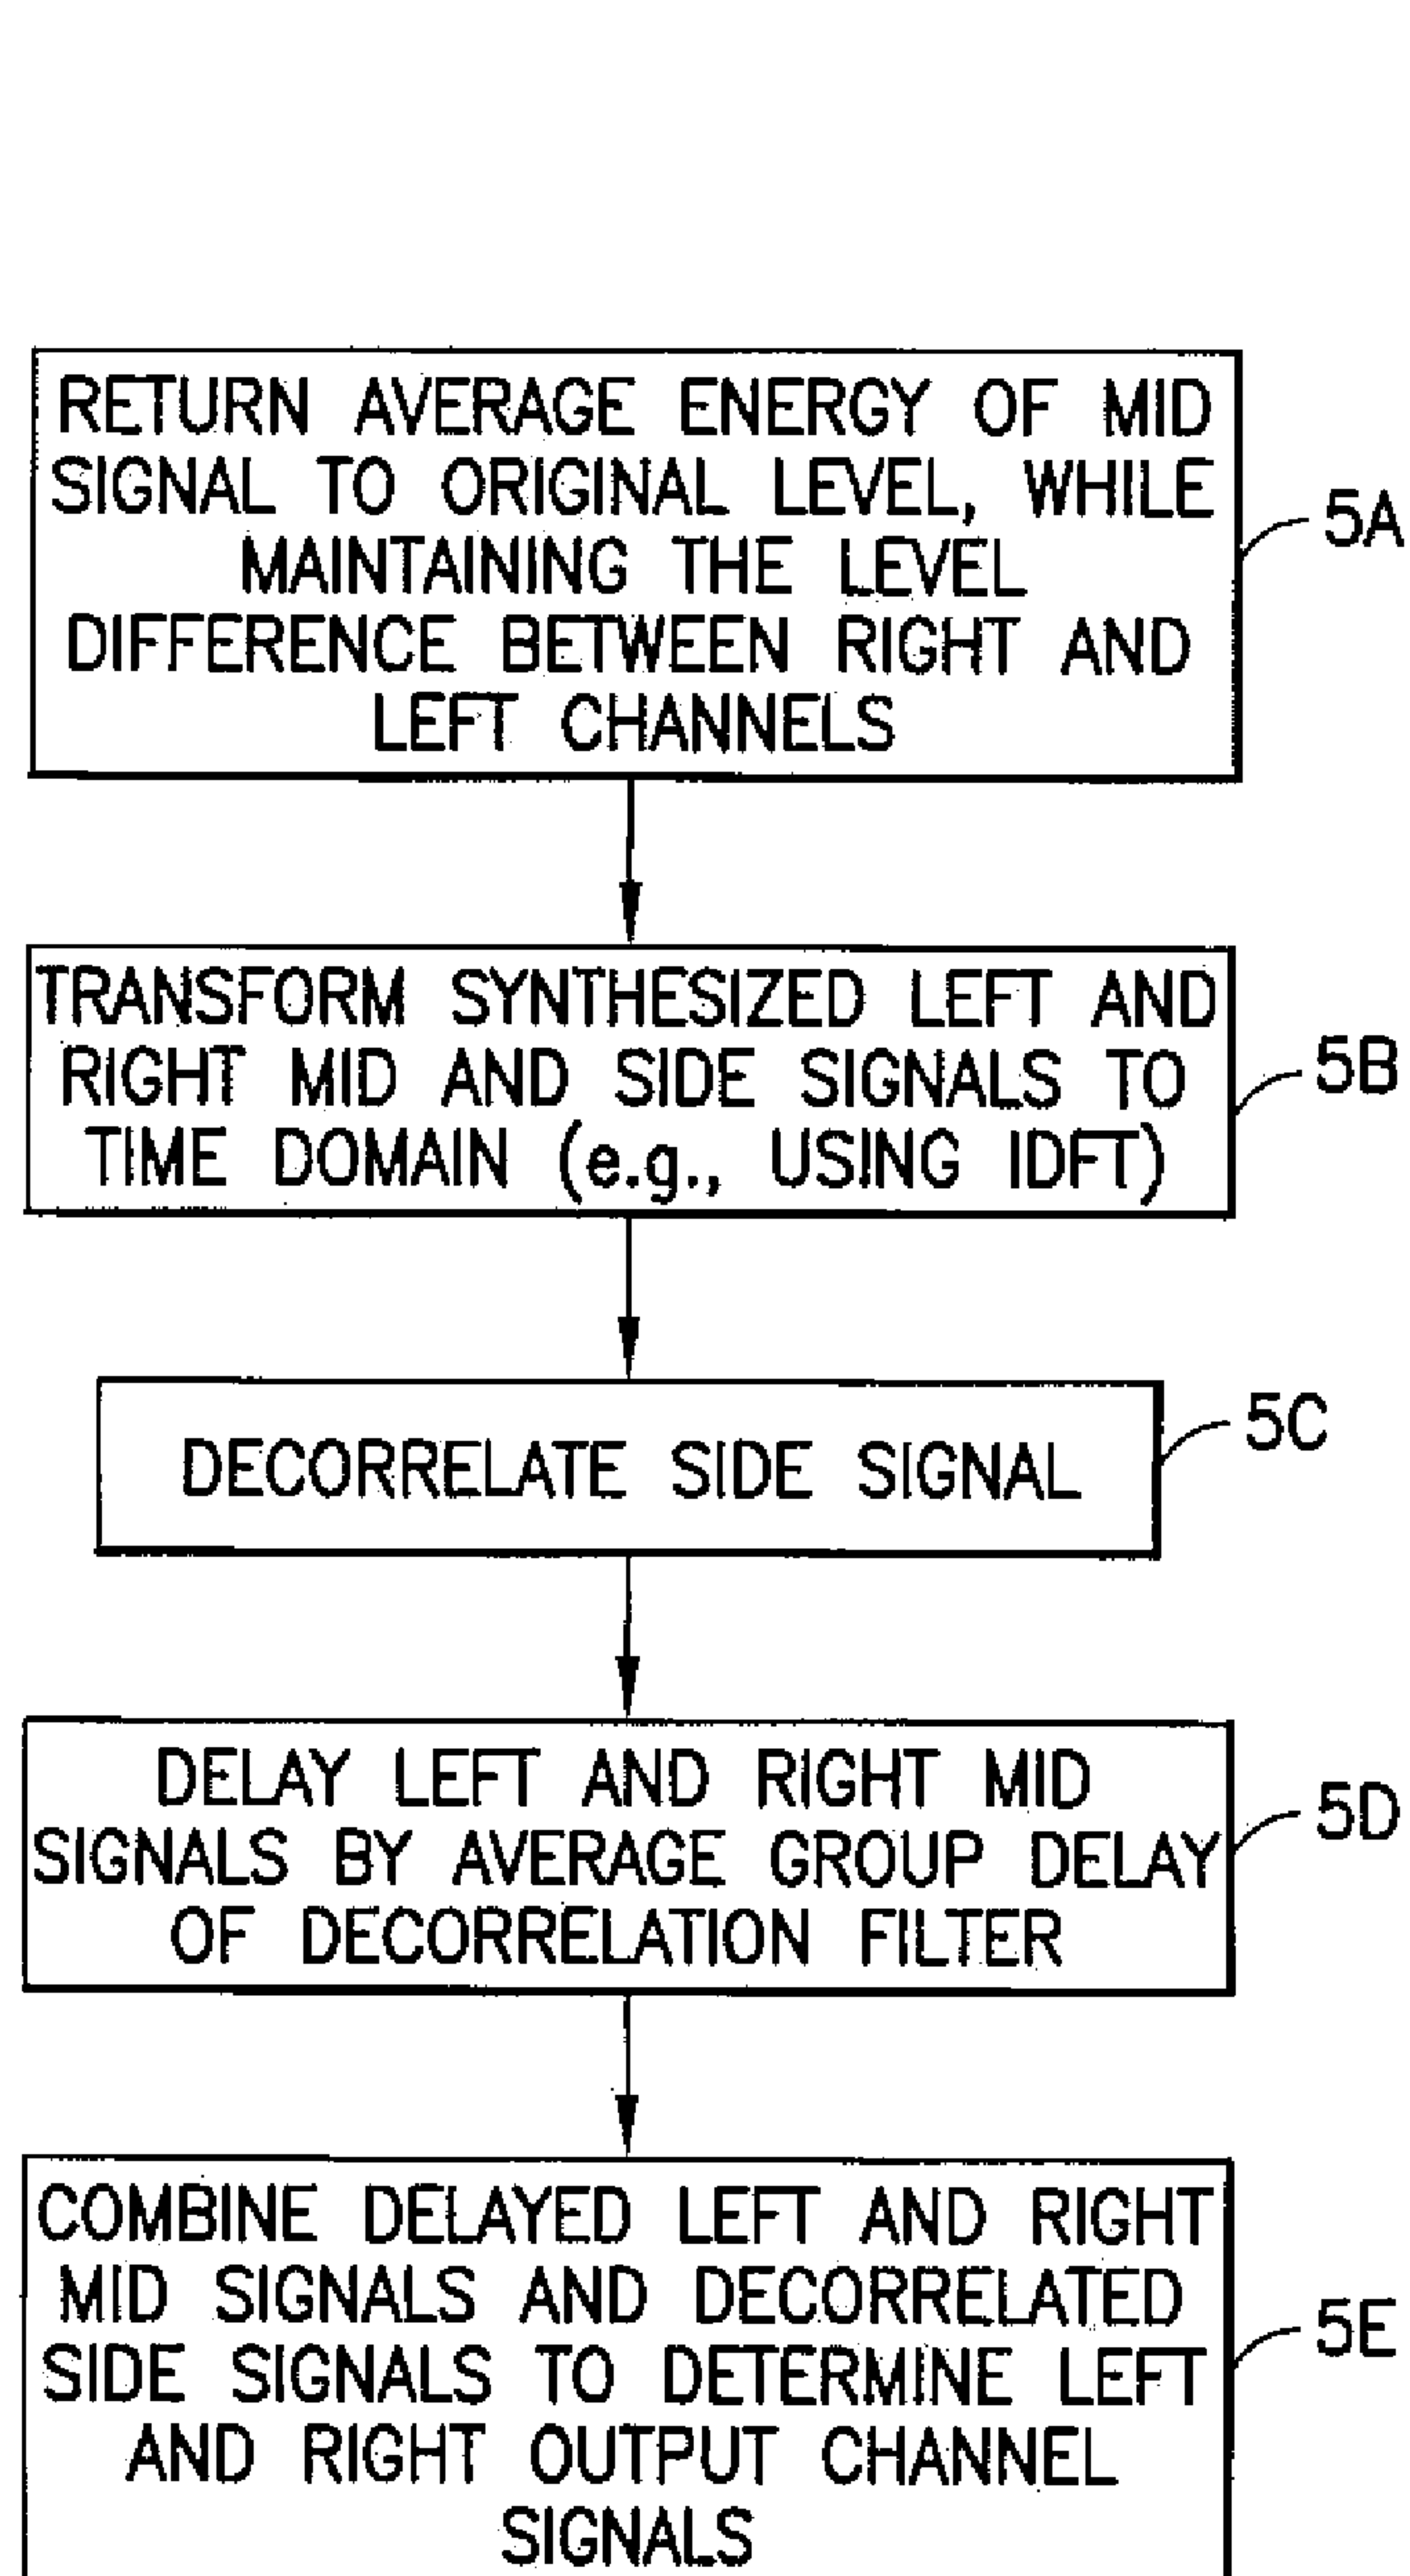 RETURN AVERAGE ENERGY OF MID
SIGNAL TO ORIGINAL LEVEL, WHILE
MAINTAINING THE LEVEL
DIFFERENCE BETWEEN RIGHT AND
LEFT CHANNELS
5A
TRANSFORM SYNTHESIZED LEFT AND
RIGHT MID AND SIDE SIGNALS TO
TIME DOMAIN (e.g., USING IDFT)
5B
DECORRELATE SIDE SIGNAL
5C
DELAY LEFT AND RIGHT MID
SIGNALS BY AVERAGE GROUP DELAY
OF DECORRELATION FILTER
5D
COMBINE DELAYED LEFT AND RIGHT
MID SIGNALS AND DECORRELATED
SIDE SIGNALS TO DETERMINE LEFT
AND RIGHT OUTPUT CHANNEL
SIGNALS
5E